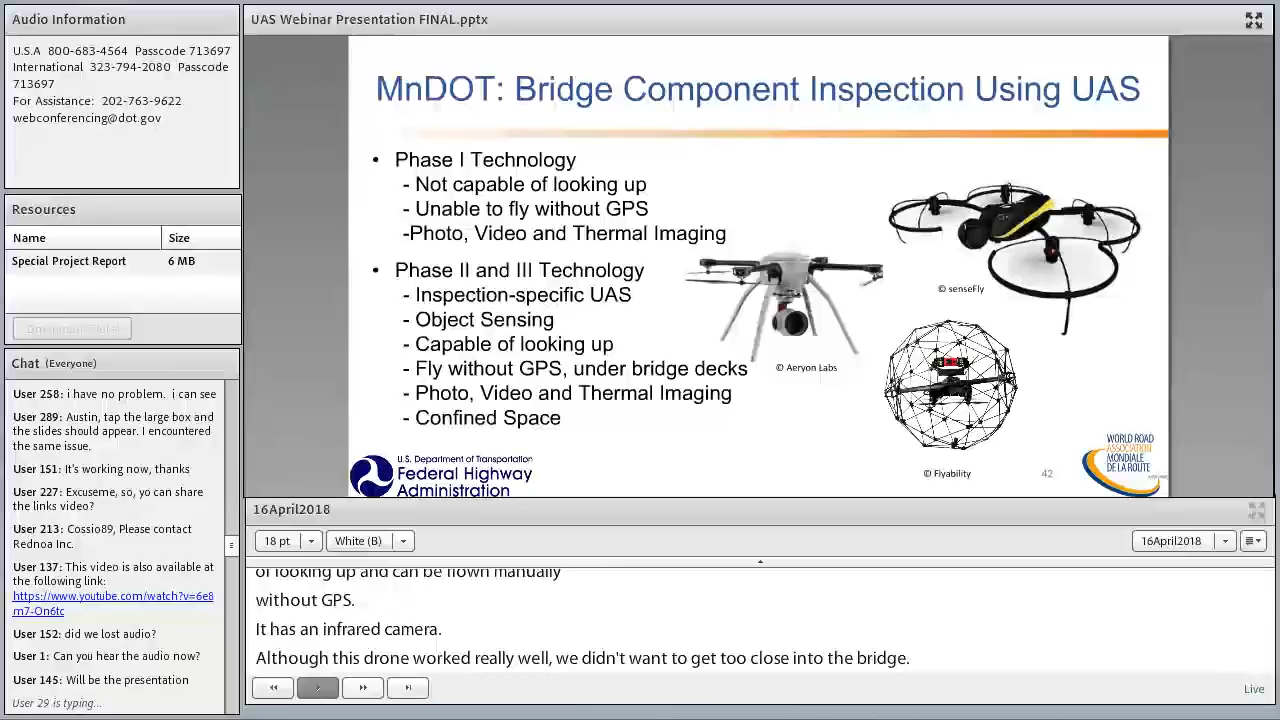 Audio Information
U.S.A 800-683-4564 Passcode 713697
International 323-794-2080 Passcode
713697
For Assistance: 202-763-9622
webconferencing@dot.gov
Resources
Name Size
Special Project Report 6 MB
Chat (Everyone)
User 258: i have no problem. i can see
User 289: Austin, tap the large box and
the slides should appear. I encountered
the same issue.
User 151: It's working now, thanks
User 227: Excuseme, so, yo can share
the links video?
User 213: Cossio89, Please contact
Rednoa Inc.
User 137: This video is also available at
the following link:
https://www.youtube.com/watch?v=6e8
m7-On6tc
User 152: did we lost audio?
User 1: Can you hear the audio now?
User 145: Will be the presentation
User 29 is typing...
UAS Webinar Presentation FINAL.pptx
MnDOT: Bridge Component Inspection Using UAS
• Phase I Technology
- Not capable of looking up
- Unable to fly without GPS
-Photo, Video and Thermal Imaging
• Phase II and III Technology
- Inspection-specific UAS
- Object Sensing
- Capable of looking up
- Fly without GPS, under bridge decks
- Photo, Video and Thermal Imaging
- Confined Space
© senseFly
© Aeryon Labs
© Flyability
U.S. Department of Transportation
Federal Highway
Administration
42
WORLD ROAD
ASSOCIATION
MONDIALE
DE LA ROUTE
16April2018
18 pt White (B) 16April2018
of looking up and can be flown manually
without GPS.
It has an infrared camera.
Although this drone worked really well, we didn't want to get too close into the bridge.
Live